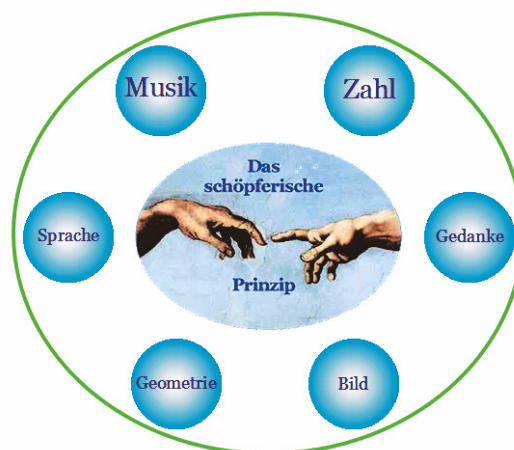 Musik
Zahl
Das
schöpferische
Sprache
Gedanke
Prinzip
Geometrie
Bild